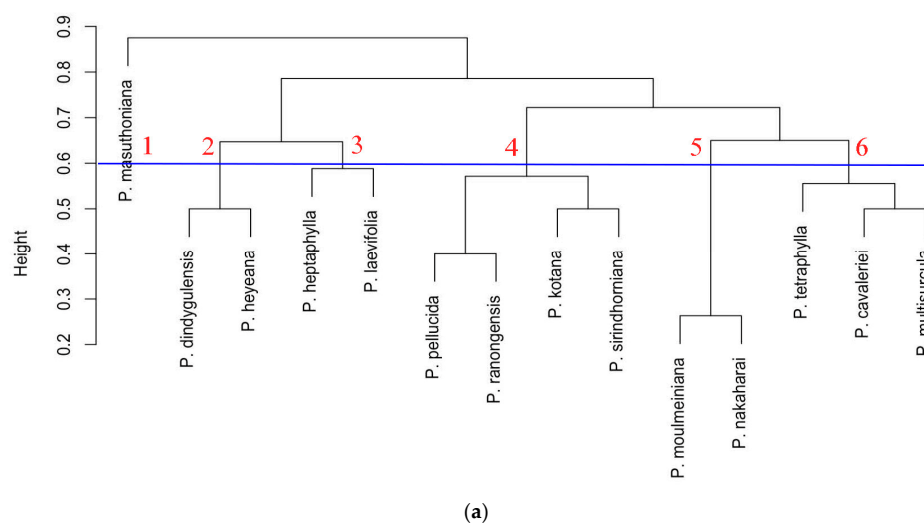 0.9
0.8
0.7
0.6
0.5
0.4
0.3
0.2
Height
1
2
3
4
5
6
P. masuthoniana
P. dindygulensis
P. heyeana
P. heptaphylla
P. laevifolia
P. pellucida
P. ranongensis
P. kotana
P. sirindhorniana
P. moulmeiniana
P. nakaharai
P. tetraphylla
P. cavaleriei
P. multisurcula
(a)